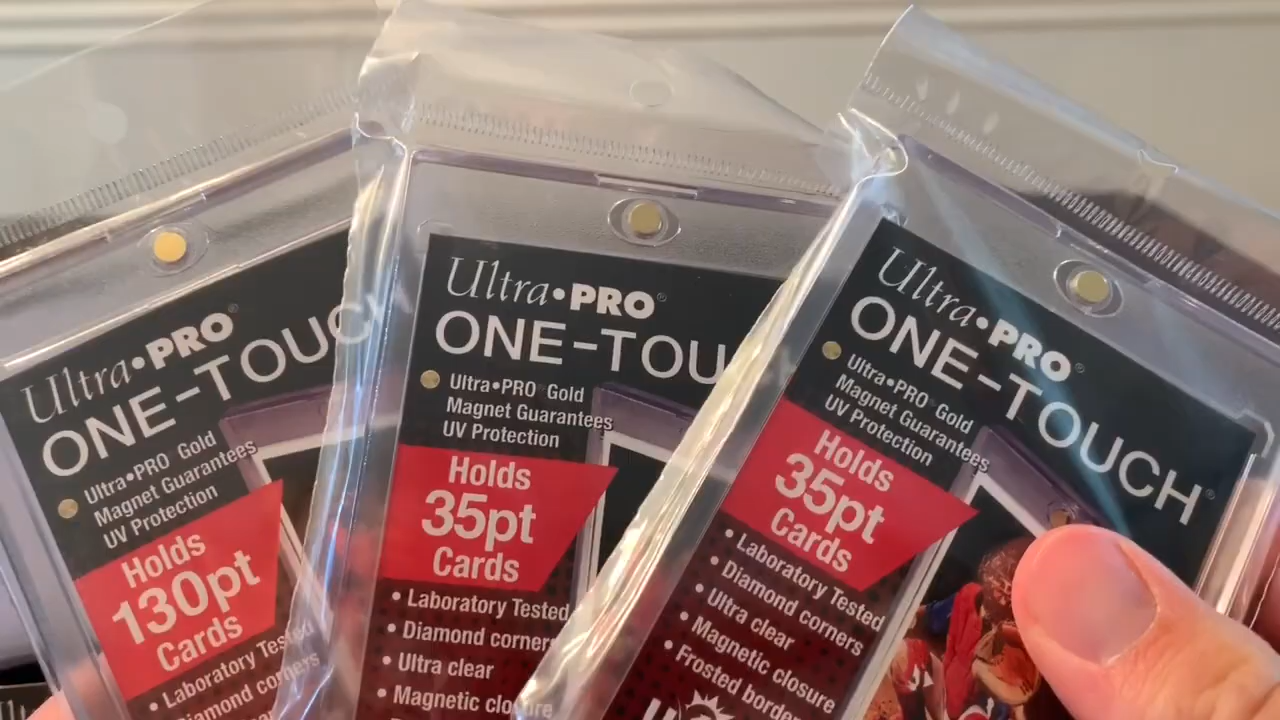 Ultra•PRO®
ONE-TOUCH
Ultra•PRO Gold
Magnet Guarantees
UV Protection
Holds
130pt
Cards
• Laboratory Tested
Diamond corners
Ultra•PRO®
ONE-TOU
Ultra•PRO Gold
Magnet Guarantees
UV Protection
Holds
35pt
Cards
• Laboratory Tested
• Diamond corners
• Ultra clear
• Magnetic closure
Ultra•PRO®
ONE-TOUCH®
Ultra•PRO Gold
Magnet Guarantees
UV Protection
Holds
35pt
Cards
• Laboratory Tested
• Diamond corners
• Ultra clear
• Magnetic closure
• Frosted border